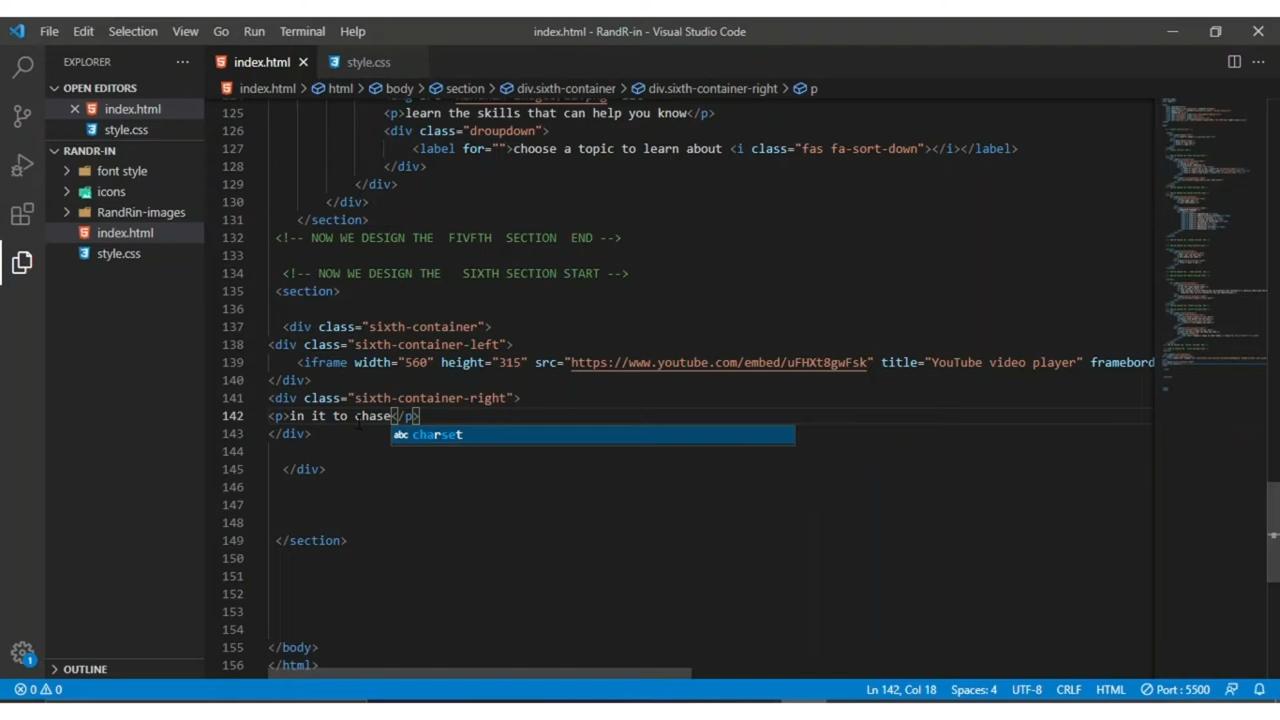 File Edit Selection View Go Run Terminal Help
index.html - RandR-in - Visual Studio Code
EXPLORER
index.html
style.css
OPEN EDITORS
index.html
style.css
RANDR-IN
font style
icons
RandRin-images
index.html
style.css
OUTLINE
index.html > html > body > section > div.sixth-container > div.sixth-container-right > p
125 <p>learn the skills that can help you know</p>
126 <div class="droupdown">
127 <label for="">choose a topic to learn about <i class="fas fa-sort-down"></i></label>
128 </div>
129 </div>
130 </div>
131 </section>
132 <!-- NOW WE DESIGN THE FIVFTH SECTION END -->
133
134 <!-- NOW WE DESIGN THE SIXTH SECTION START -->
135 <section>
136
137 <div class="sixth-container">
138 <div class="sixth-container-left">
139 <iframe width="560" height="315" src="https://www.youtube.com/embed/uFHXt8gwFsk" title="YouTube video player" framebord
140 </div>
141 <div class="sixth-container-right">
142 <p>in it to chase</p>
abc charset
143 </div>
144
145 </div>
146
147
148
149 </section>
150
151
152
153
154
155 </body>
156 </html>
0 0
Ln 142, Col 18 Spaces: 4 UTF-8 CRLF HTML Port : 5500
1